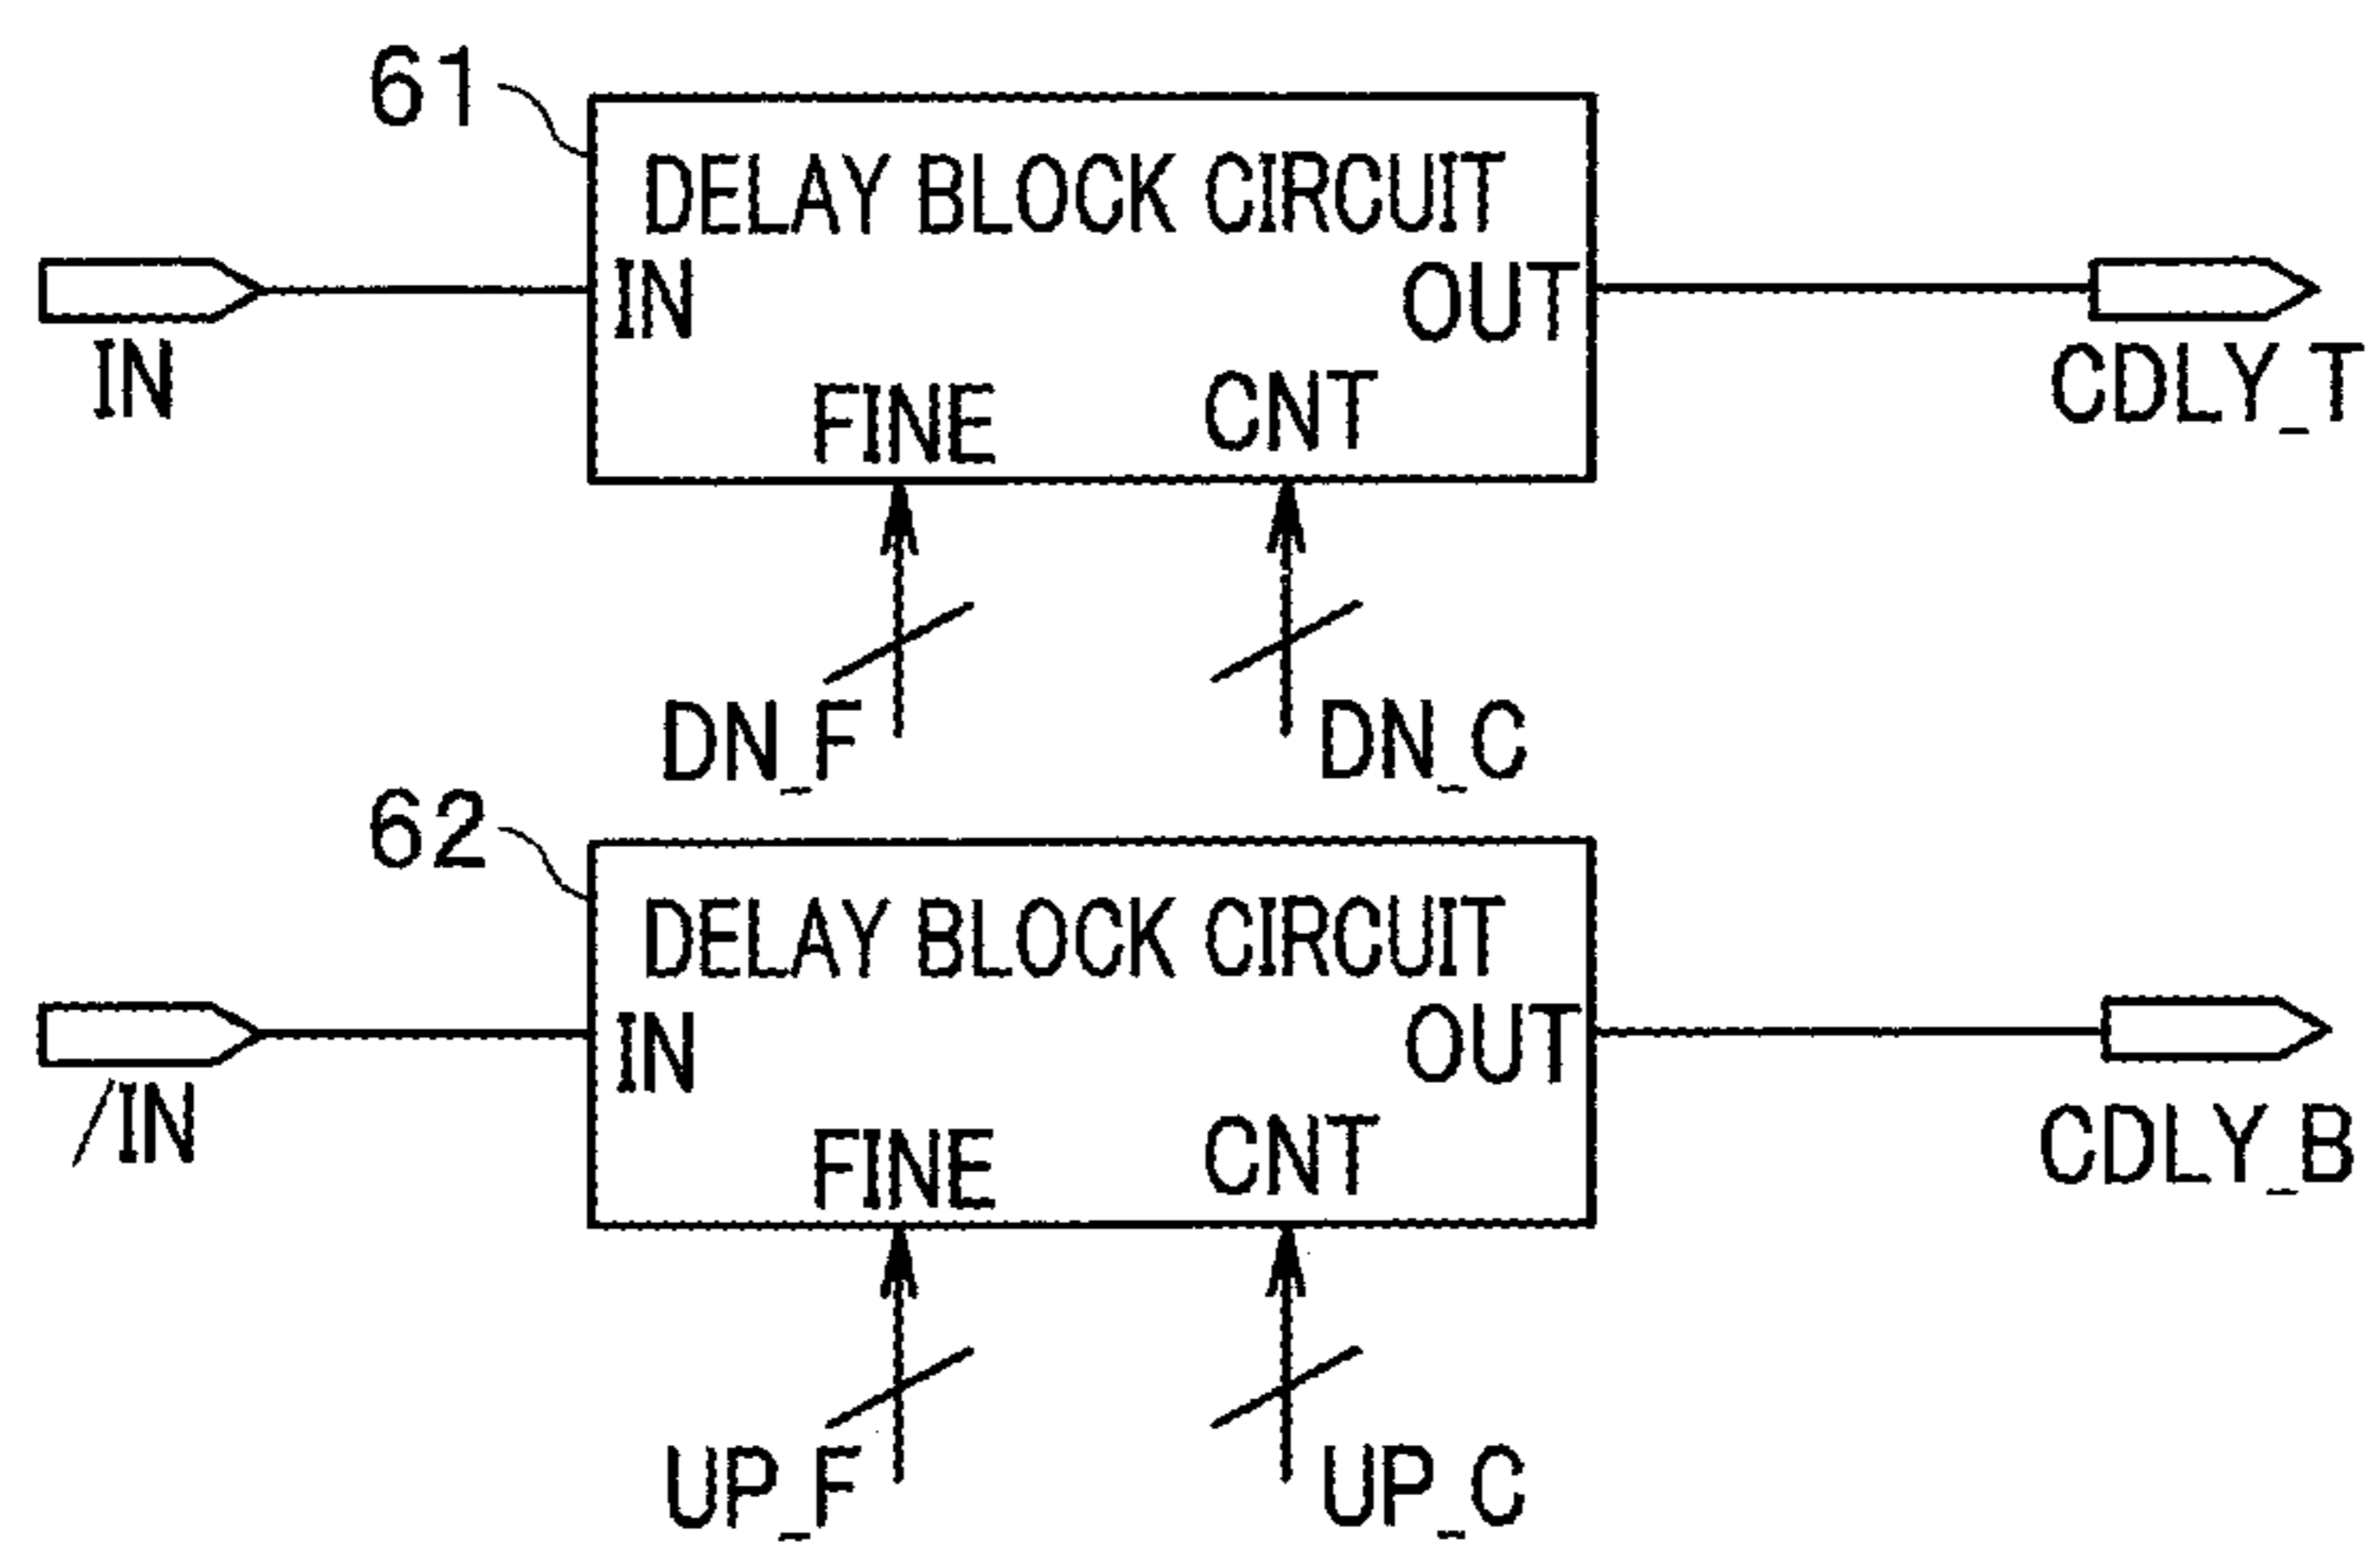 61
DELAY BLOCK CIRCUIT
IN
OUT
IN
FINE
CNT
CDLY_T
DN_F
DN_C
62
DELAY BLOCK CIRCUIT
IN
OUT
/IN
FINE
CNT
CDLY_B
UP_F
UP_C